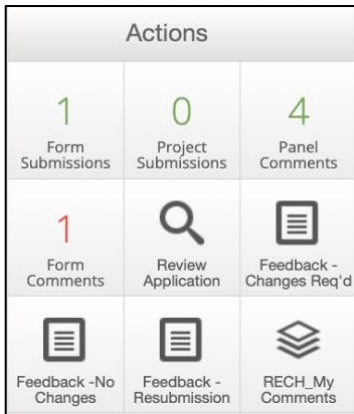 Actions
1
Form
Submissions
0
Project
Submissions
4
Panel
Comments
1
Form
Comments
Review
Application
Feedback -
Changes Req'd
Feedback -No
Changes
Feedback -
Resubmission
RECH_My
Comments